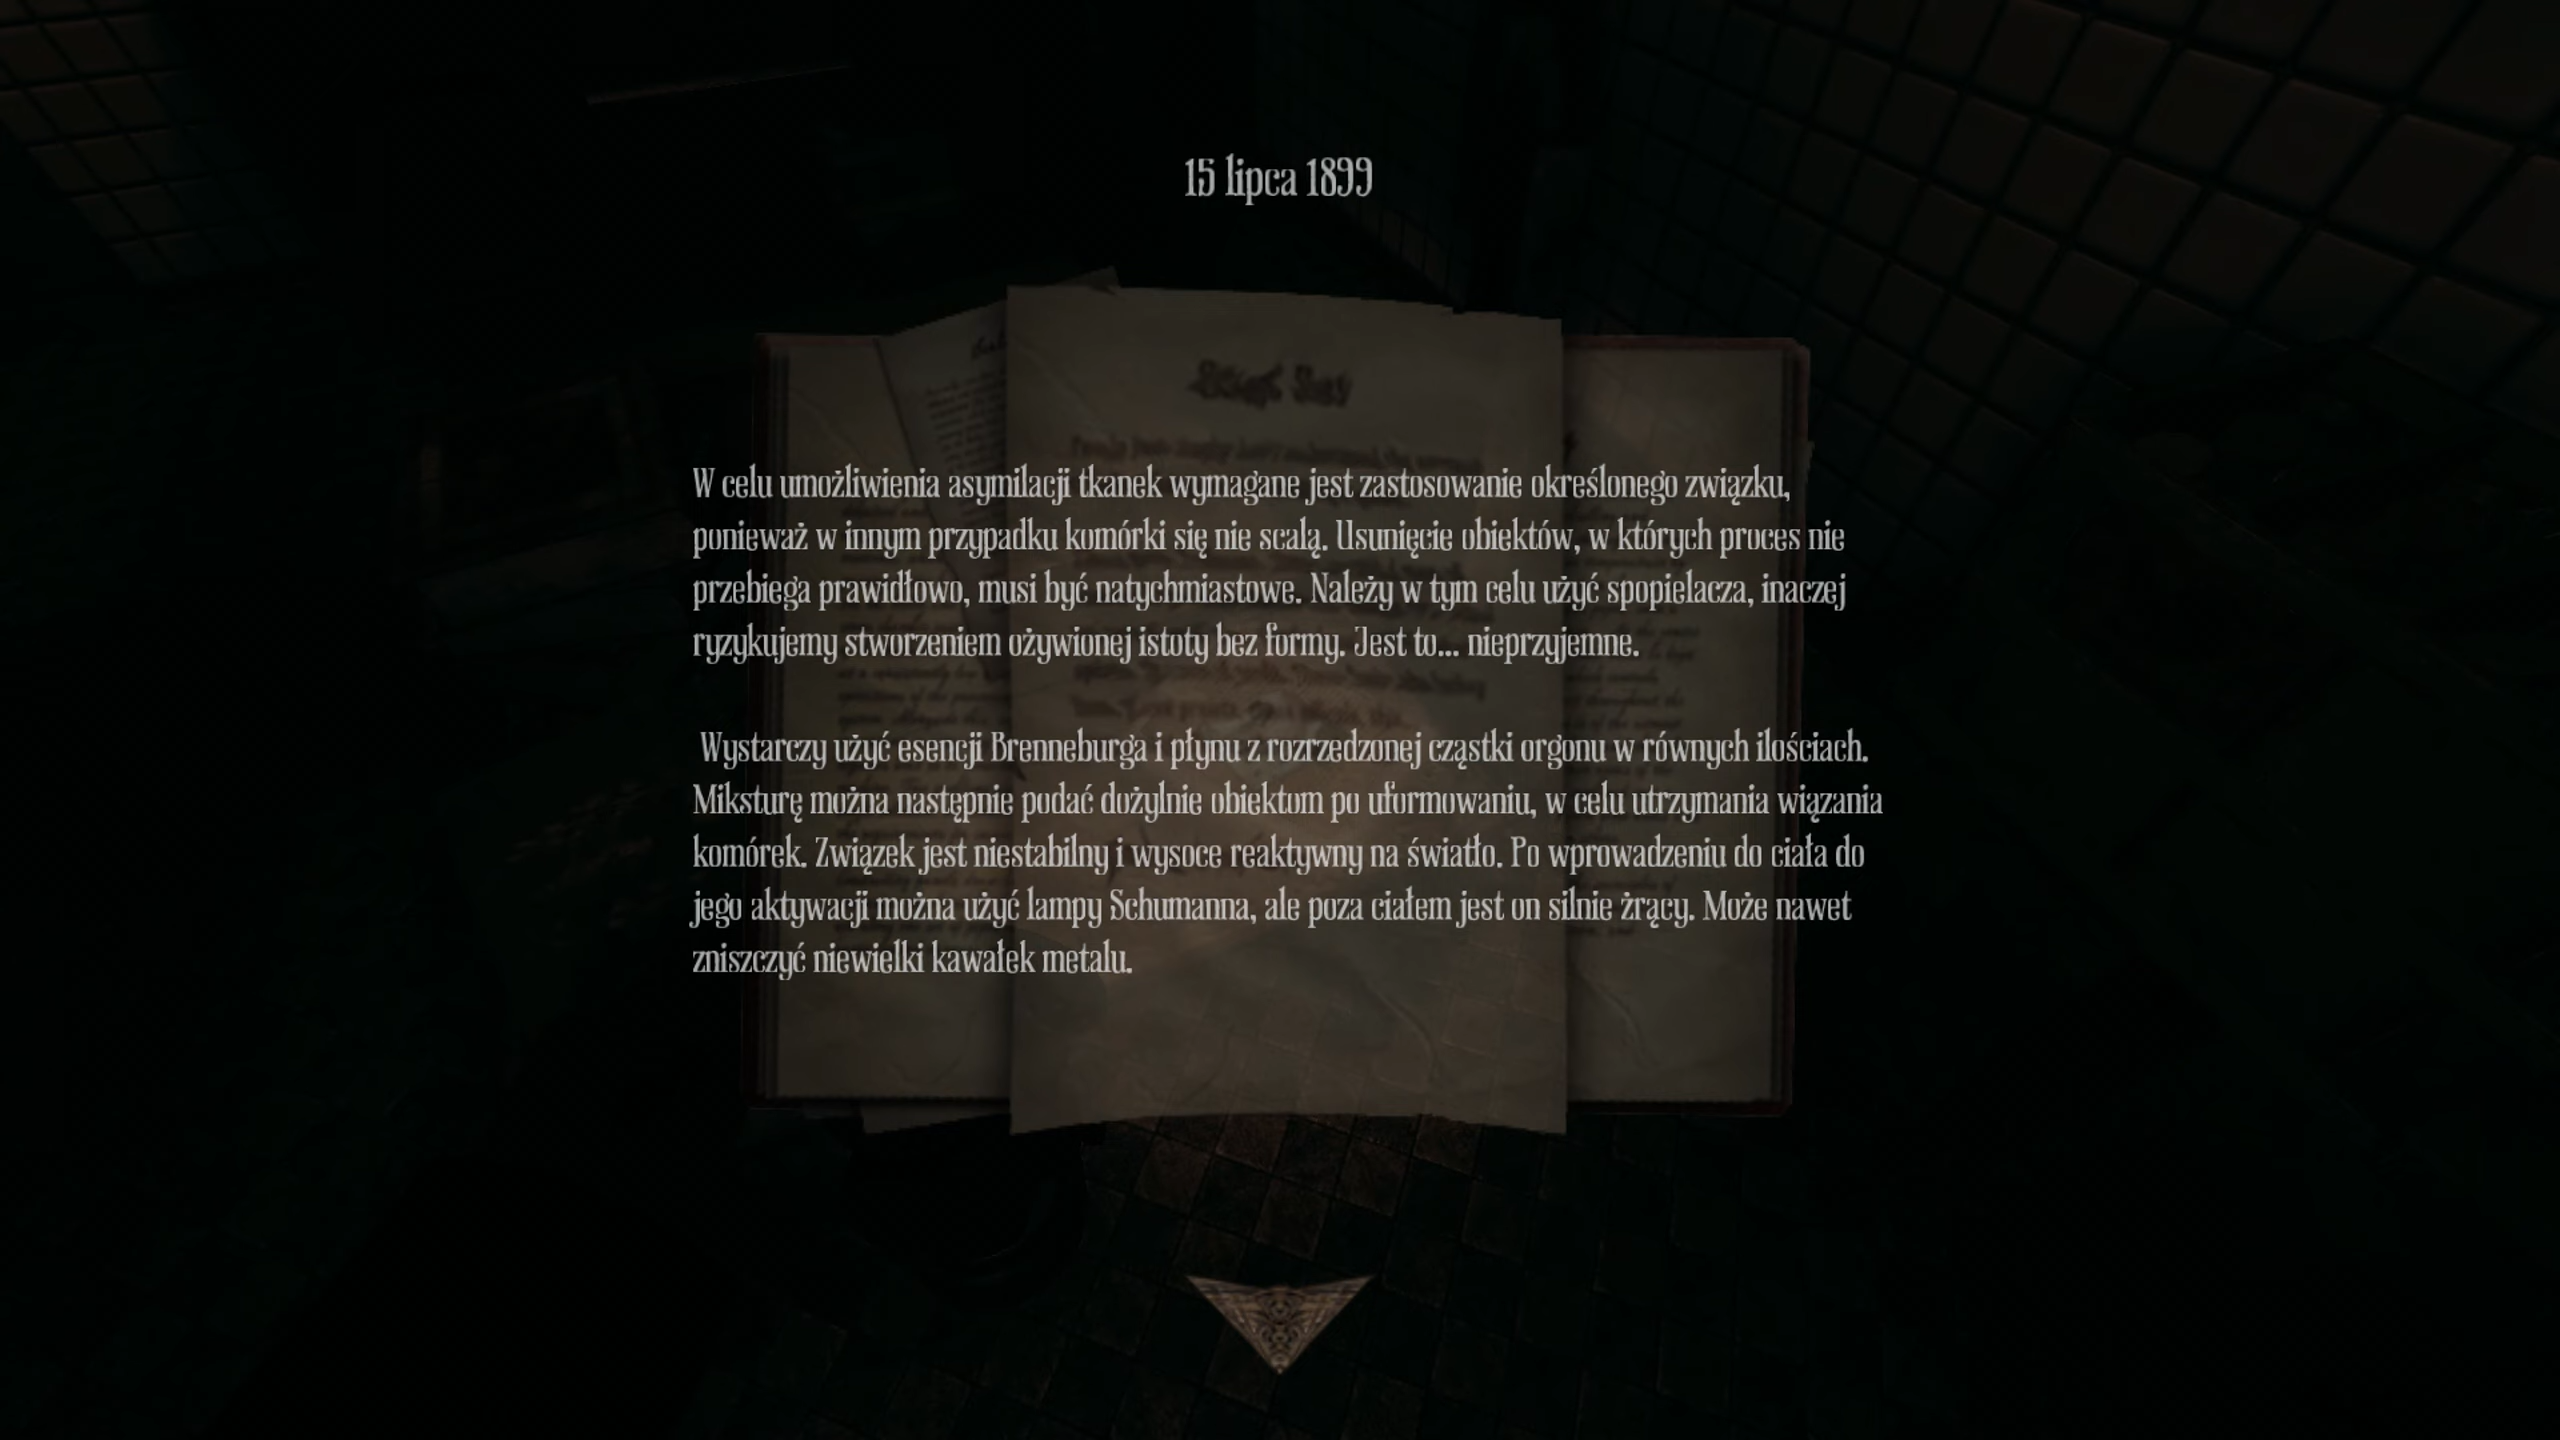 15 lipca 1899
W celu umożliwienia asymilacji tkanek wymagane jest zastosowanie określonego związku,
ponieważ w innym przypadku komórki się nie scalą. Usunięcie obiektów, w których proces nie
przebiega prawidłowo, musi być natychmiastowe. Należy w tym celu użyć spopielacza, inaczej
ryzykujemy stworzeniem ożywionej istoty bez formy. Jest to... nieprzyjemne.
Wystarczy użyć esencji Brenneburga i płynu z rozrzedzonej cząstki orgonu w równych ilościach.
Miksturę można następnie podać dożylnie obiektom po uformowaniu, w celu utrzymania wiązania
komórek. Związek jest niestabilny i wysoce reaktywny na światło. Po wprowadzeniu do ciała do
jego aktywacji można użyć lampy Schumanna, ale poza ciałem jest on silnie żrący. Może nawet
zniszczyć niewielki kawałek metalu.